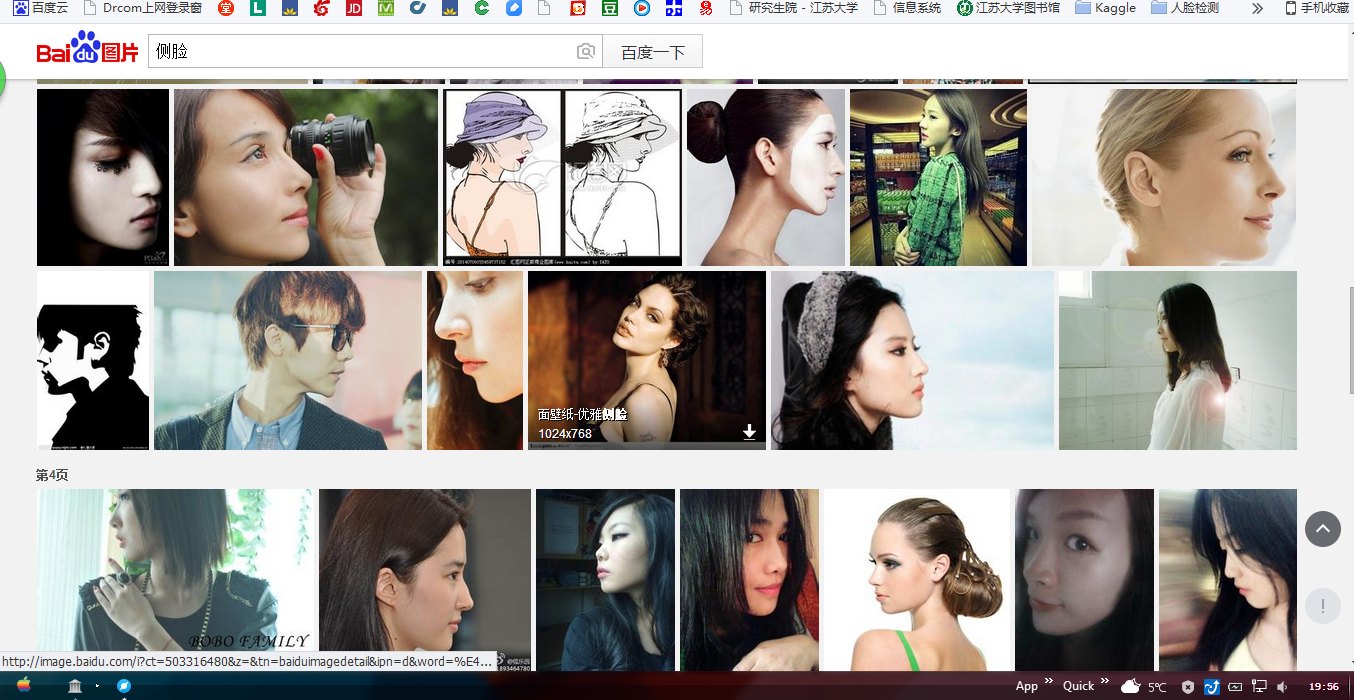 百度云 Drcom上网登录窗 研究生院 - 江苏大学 信息系统 江苏大学图书馆 Kaggle 人脸检测 手机收藏
Bai du 图片 侧脸 百度一下
面壁纸-优雅侧脸
1024x768
第4页
BOBO FAMILY
http://image.baidu.com/i?ct=503316480&z=&tn=baiduimagedetail&ipn=d&word=%E4...
App Quick 5℃ 19:56